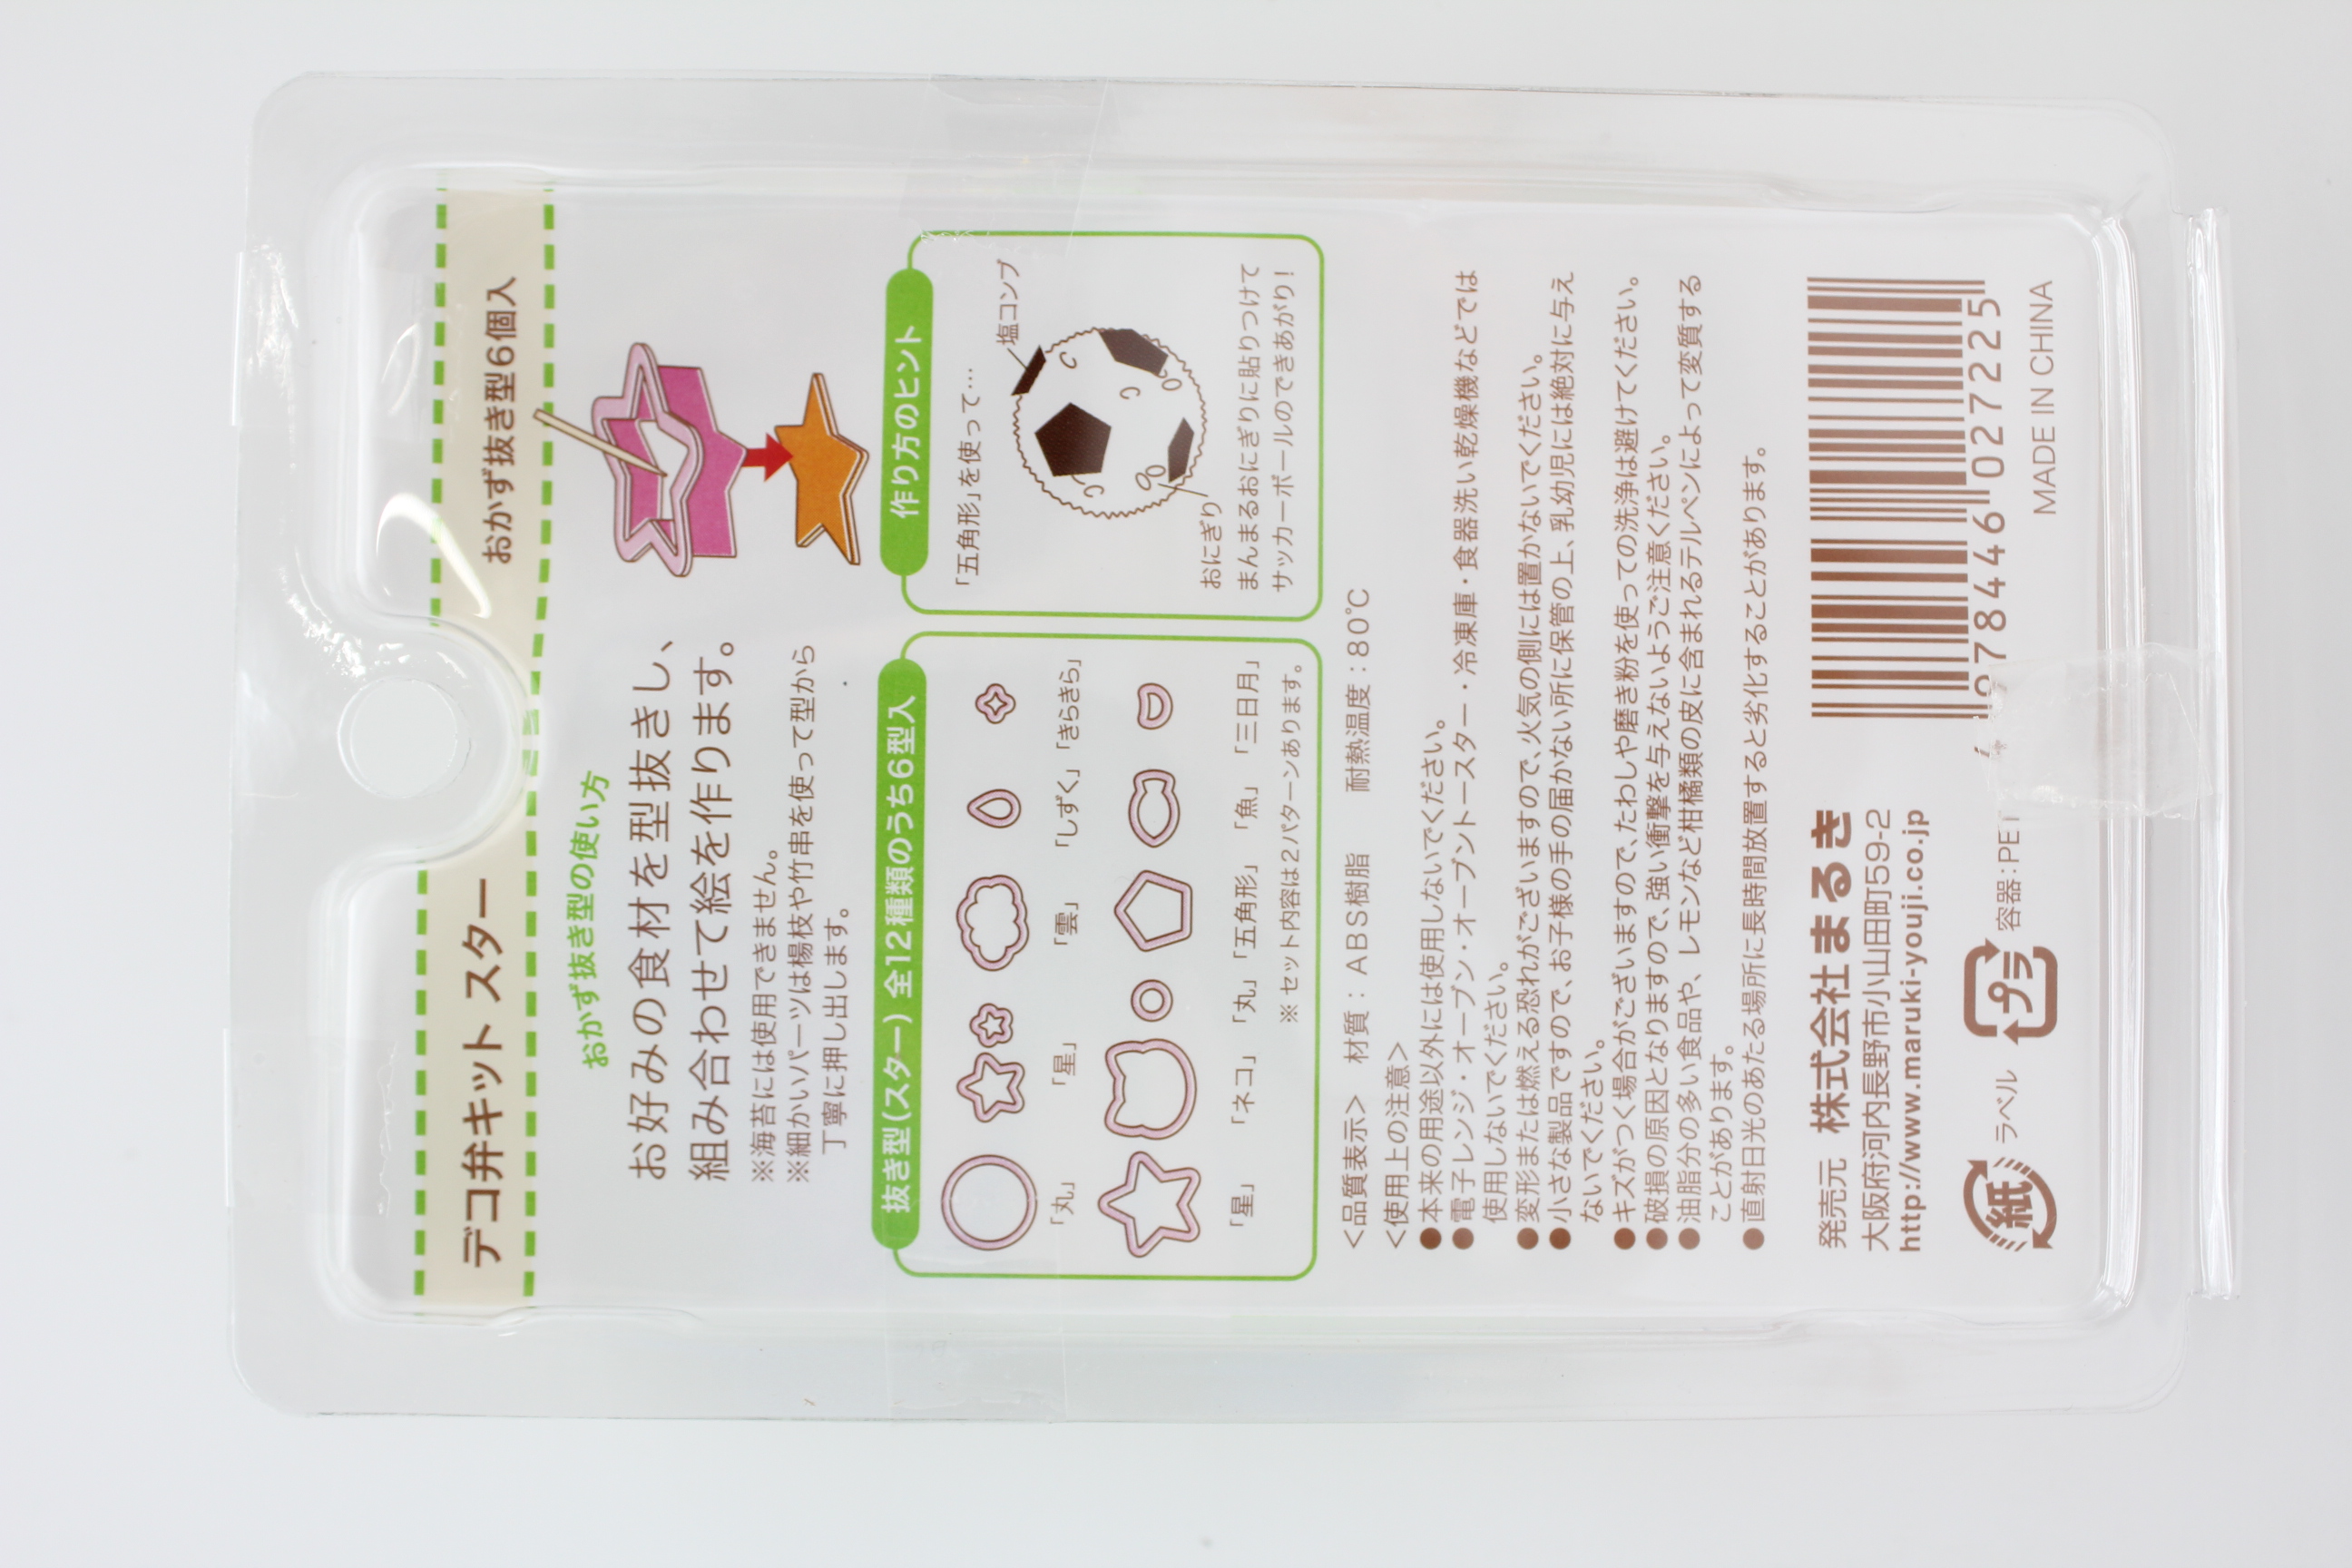 デコ弁キット スター
おかず抜き型6個入
おかず抜き型の使い方
お好みの食材を型抜きし、
組み合わせて絵を作ります。
※海苔には使用できません。
※細かいパーツは楊枝や竹串を使って型から
丁寧に押し出します。
抜き型(スター) 全12種類のうち6型入
「丸」 「星」 「雲」 「しずく」 「きらきら」
「星」 「ネコ」 「丸」 「五角形」 「魚」 「三日月」
※セット内容は2パターンあります。
作り方のヒント
「五角形」を使って…
塩コンブ
おにぎり
まんまるおにぎりに貼りつけて
サッカーボールのできあがり!
<品質表示> 材質:ABS樹脂 耐熱温度:80℃
<使用上の注意>
●本来の用途以外には使用しないでください。
●電子レンジ・オーブン・オーブントースター・冷凍庫・食器洗い乾燥機などでは
使用しないでください。
●変形または燃える恐れがございますので、火気の側には置かないでください。
●小さな製品ですので、お子様の手の届かない所に保管の上、乳幼児には絶対に与え
ないでください。
●キズがつく場合がございますので、たわしや磨き粉を使っての洗浄は避けてください。
●破損の原因となりますので、強い衝撃を与えないようご注意ください。
●油脂分の多い食品や、レモンなど柑橘類の皮に含まれるテルペンによって変質する
ことがあります。
●直射日光のあたる場所に長時間放置すると劣化することがあります。
発売元 株式会社まるき
大阪府河内長野市小山田町59-2
http://www.maruki-youji.co.jp
紙 ラベル プラ 容器:PET
978446 027225
MADE IN CHINA